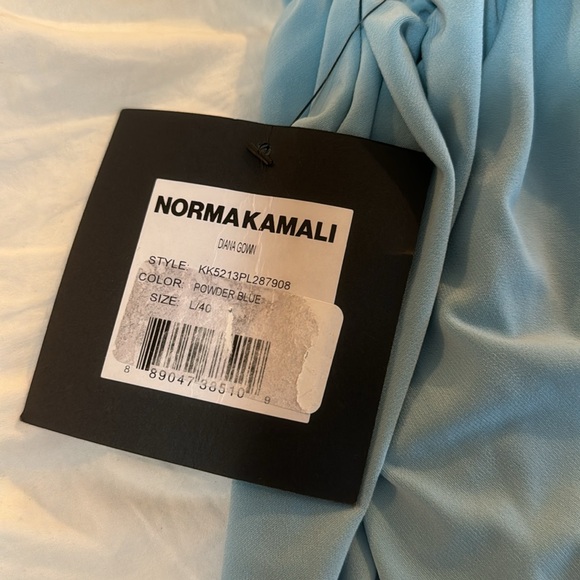 NORMAKAMALI
DIANA GOWN
STYLE: KK5213PL287908
COLOR: POWDER BLUE
SIZE: L/40
8 89047 38510 9